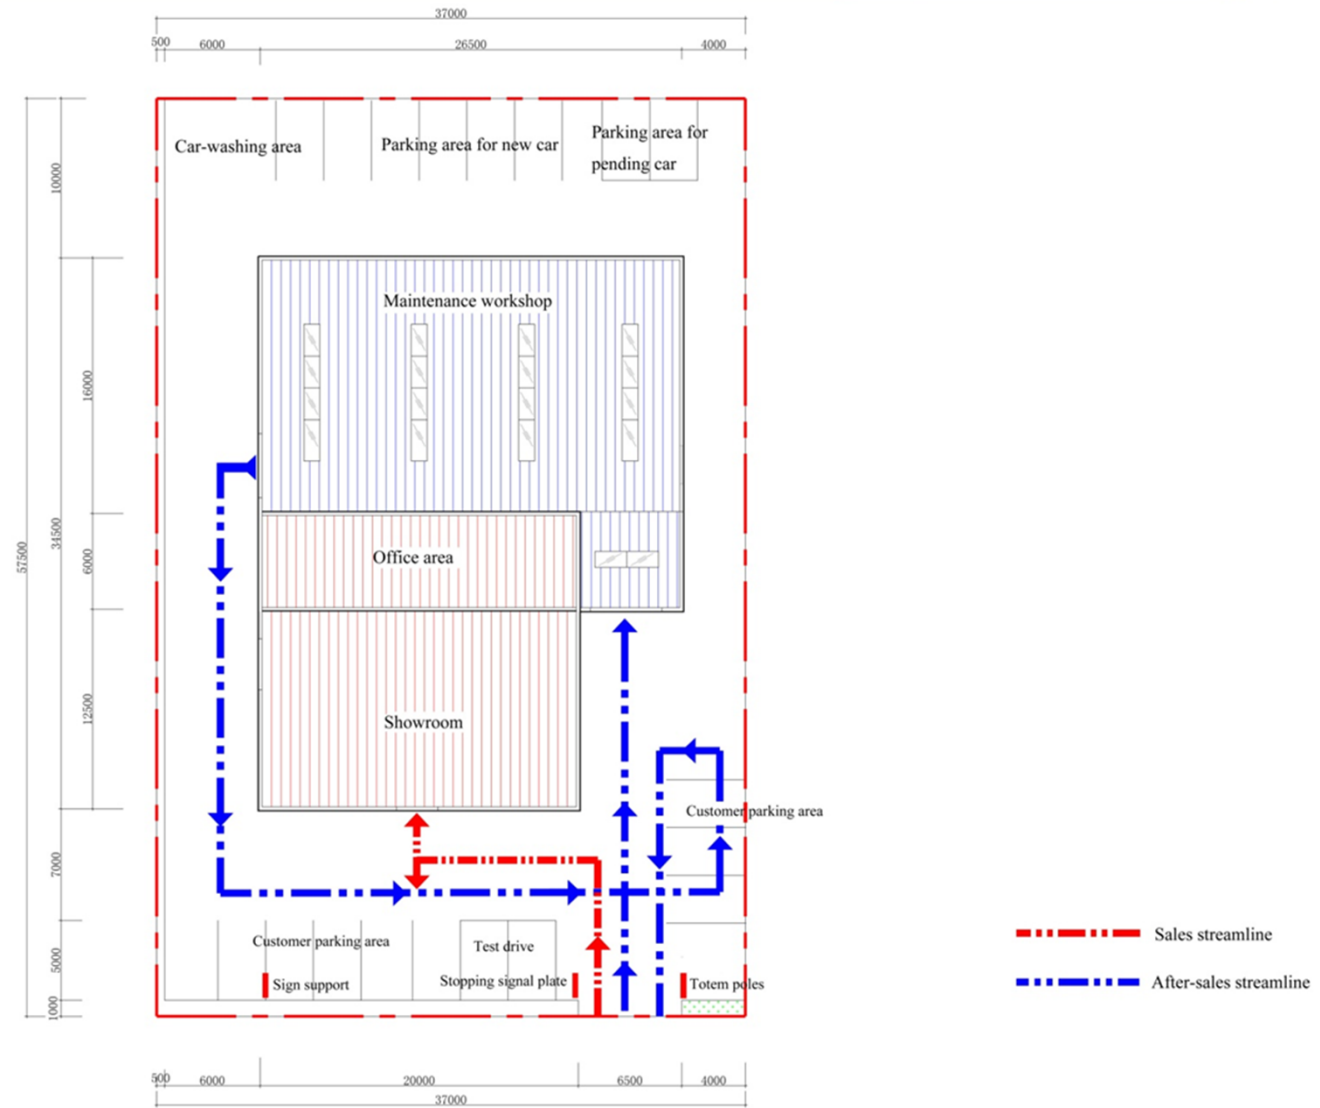 37000
500
6000
26500
4000
Car-washing area
Parking area for new car
Parking area for
pending car
10000
Maintenance workshop
16000
Office area
57500
34500
6000
Showroom
12500
Customer parking area
7000
Customer parking area
Test drive
Sales streamline
5000
Sign support
Stopping signal plate
Totem poles
After-sales streamline
1000
500
6000
20000
6500
4000
37000